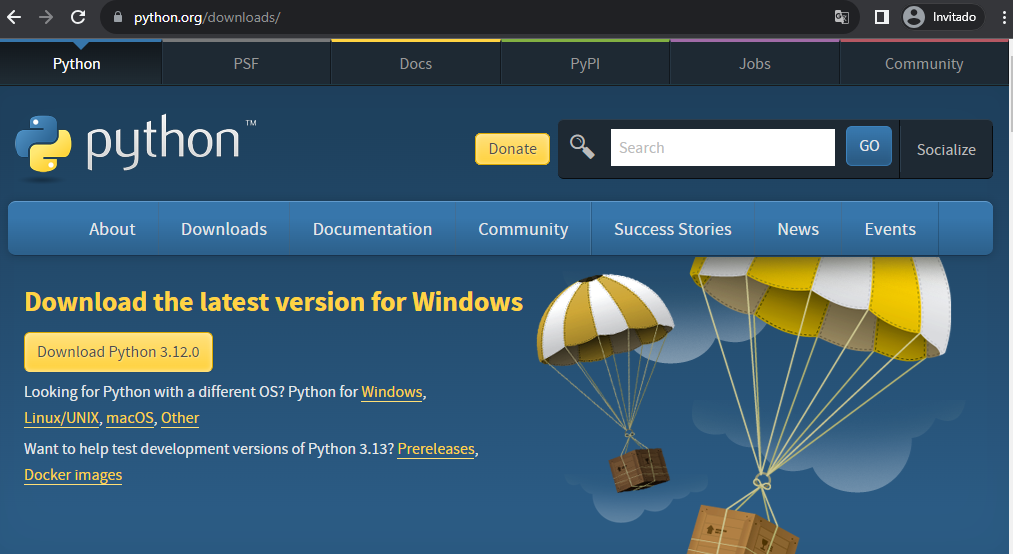 python.org/downloads/
Invitado
Python PSF Docs PyPI Jobs Community
python™
Donate Search GO Socialize
About Downloads Documentation Community Success Stories News Events
Download the latest version for Windows
Download Python 3.12.0
Looking for Python with a different OS? Python for Windows,
Linux/UNIX, macOS, Other
Want to help test development versions of Python 3.13? Prereleases,
Docker images